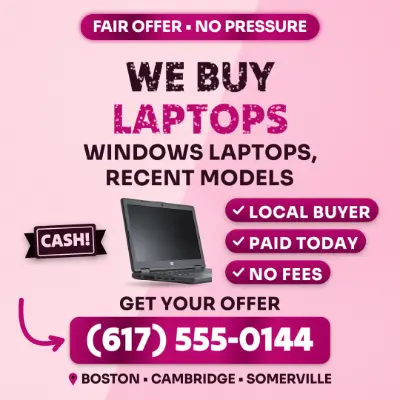 FAIR OFFER • NO PRESSURE
WE BUY
LAPTOPS
WINDOWS LAPTOPS,
RECENT MODELS
LOCAL BUYER
CASH!
PAID TODAY
NO FEES
GET YOUR OFFER
(617) 555-0144
BOSTON • CAMBRIDGE • SOMERVILLE